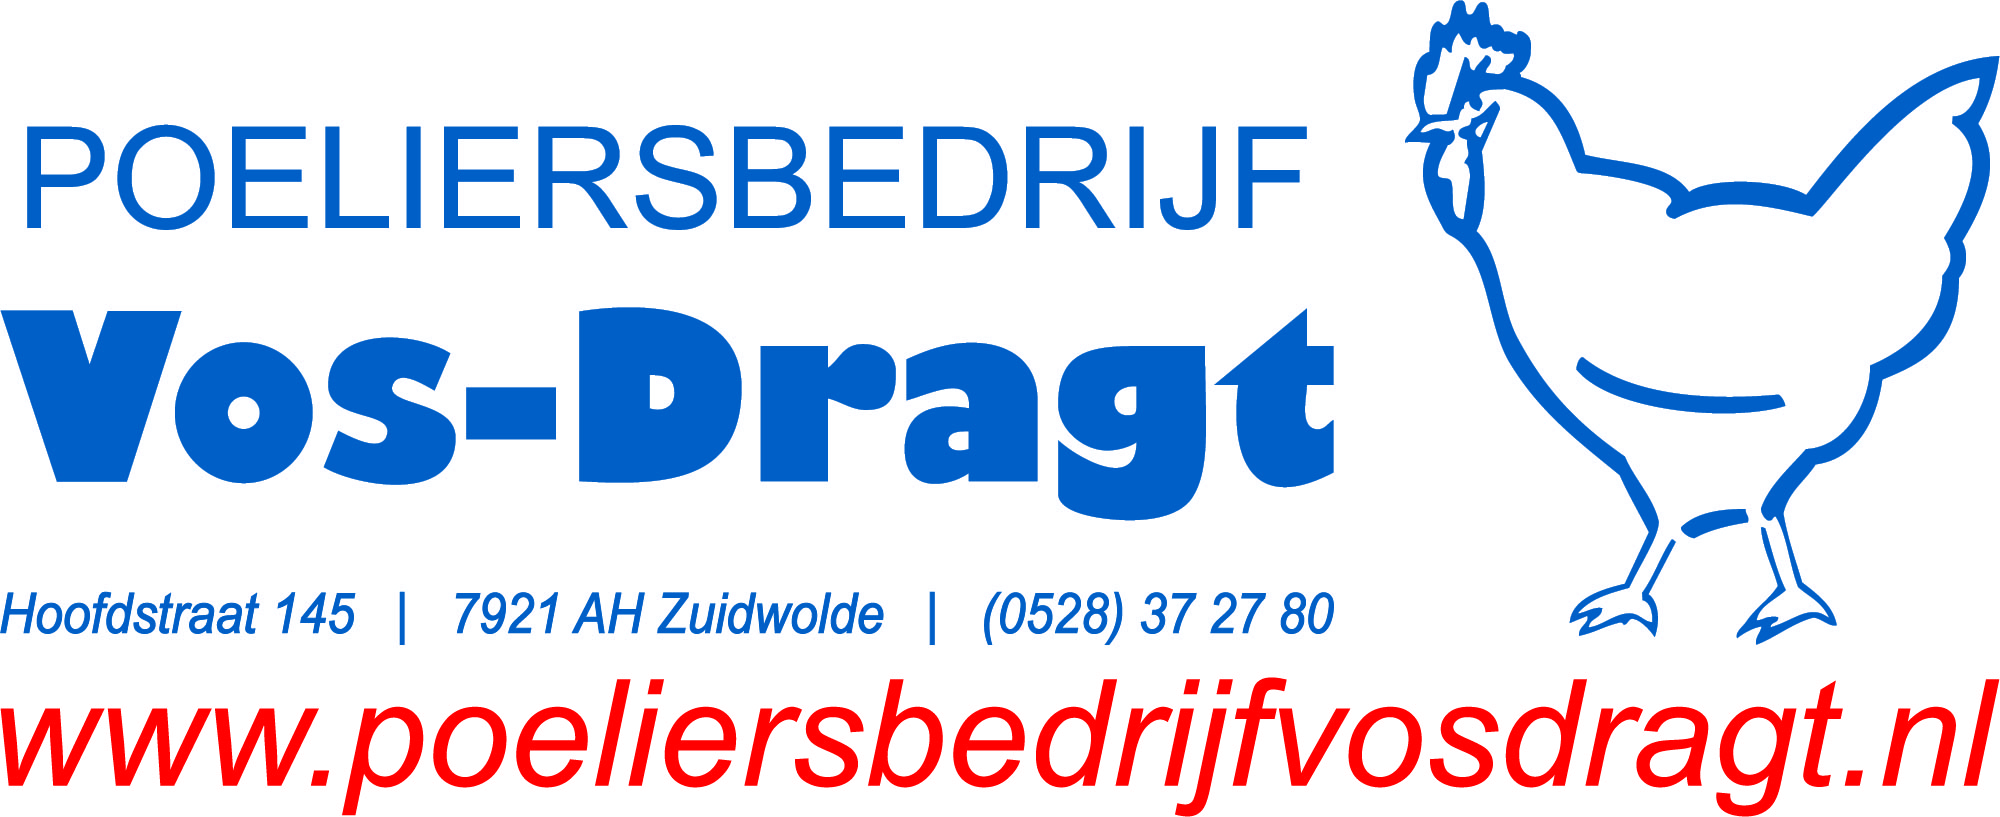 POELIERSBEDRIJF
Vos-Dragt
Hoofdstraat 145 | 7921 AH Zuidwolde | (0528) 37 27 80
www.poeliersbedrijfvosdragt.nl